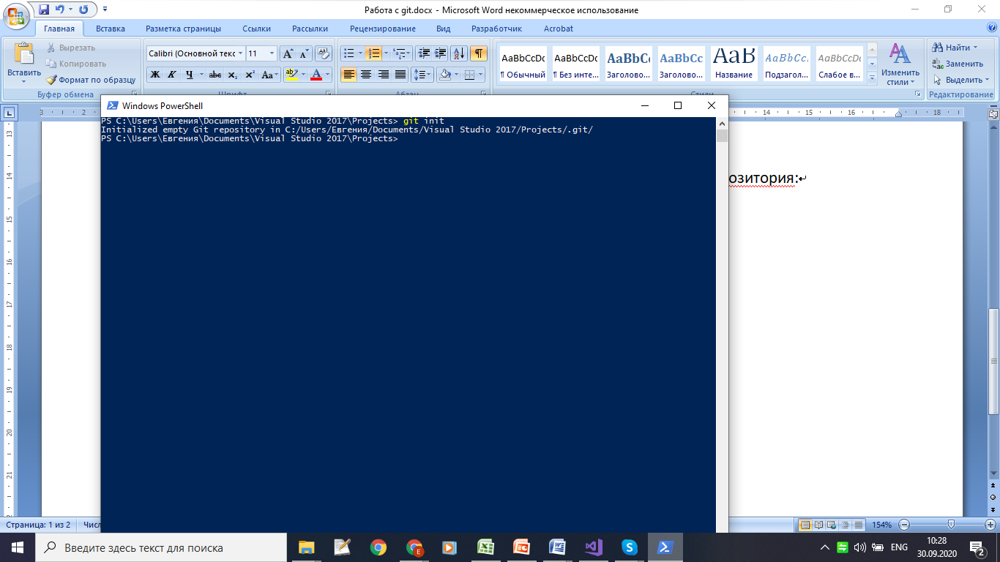 Работа с git.docx - Microsoft Word некоммерческое использование
Главная Вставка Разметка страницы Ссылки Рассылки Рецензирование Вид Разработчик Acrobat
Вставить
Вырезать
Копировать
Формат по образцу
Буфер обмена
Calibri (Основной текс 11
Ж К Ч abc x₂ x² Aa
Шрифт
Абзац
AaBbCcDc AaBbCcDc AaBbCc AaBbCc AaB AaBbCc. AaBbCcDc
¶ Обычный ¶ Без инте... Заголово... Заголово... Название Подзагол... Слабое в...
Изменить стили
Стили
Найти
Заменить
Выделить
Редактирование
3 2 14 15 16 18
13
14
15
16
17
18
19
20
21
озитория:
Windows PowerShell
PS C:\Users\Евгения\Documents\Visual Studio 2017\Projects> git init
Initialized empty Git repository in C:/Users/Евгения/Documents/Visual Studio 2017/Projects/.git/
PS C:\Users\Евгения\Documents\Visual Studio 2017\Projects>
Страница: 1 из 2 Числ
154%
Введите здесь текст для поиска
ENG
10:28
30.09.2020
2